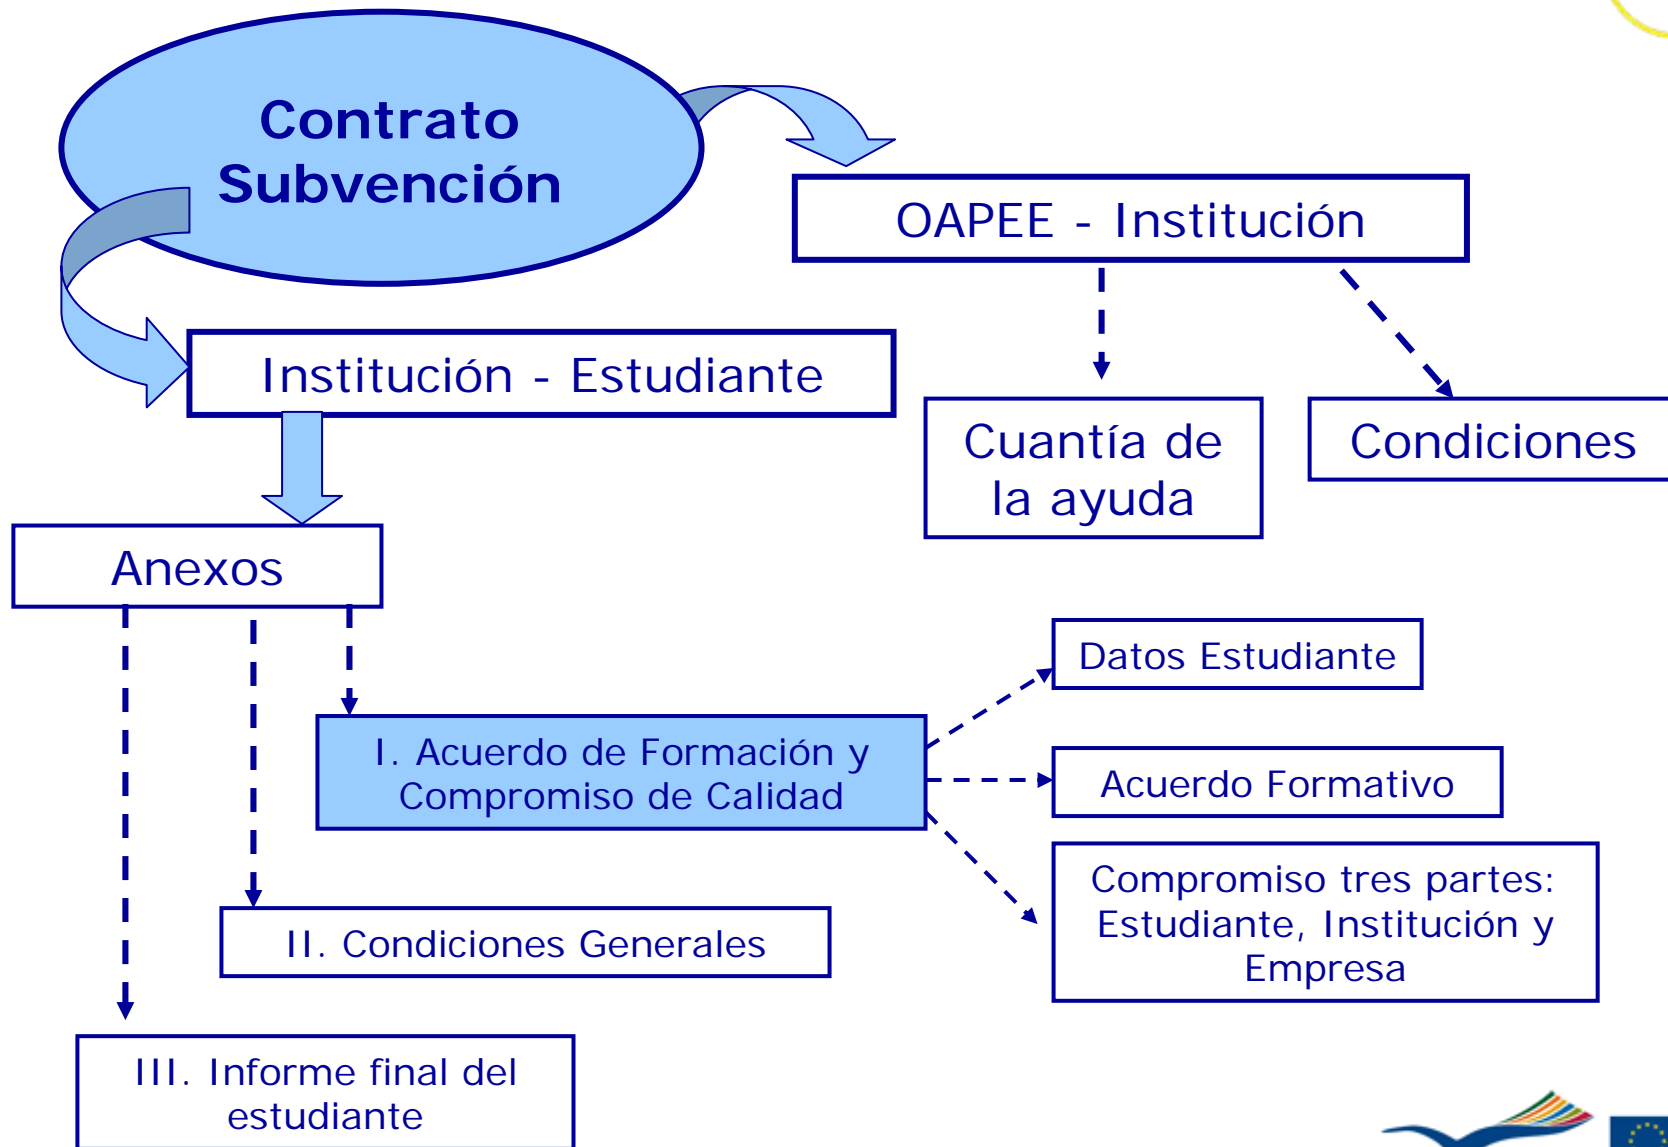 Contrato
Subvención
OAPEE - Institución
Institución - Estudiante
Cuantía de
la ayuda
Condiciones
Anexos
Datos Estudiante
I. Acuerdo de Formación y
Compromiso de Calidad
Acuerdo Formativo
Compromiso tres partes:
Estudiante, Institución y
Empresa
II. Condiciones Generales
III. Informe final del
estudiante